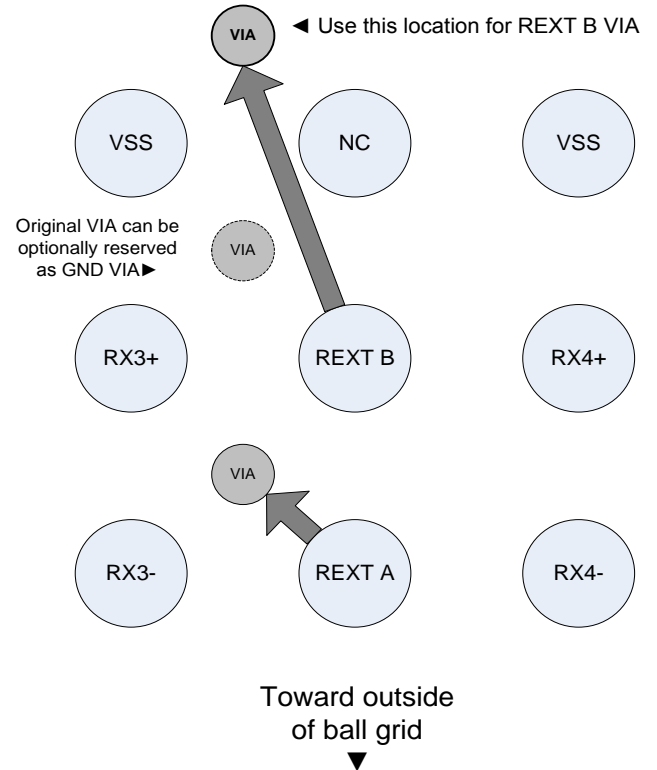 VIA
◄ Use this location for REXT B VIA
VSS
NC
VSS
Original VIA can be
optionally reserved
as GND VIA►
VIA
RX3+
REXT B
RX4+
VIA
RX3-
REXT A
RX4-
Toward outside
of ball grid
▼